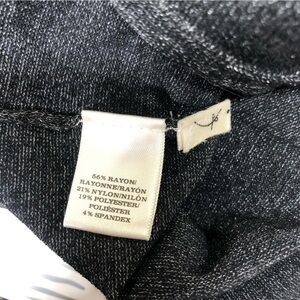 56% RAYON/
RAYONNE/RAYÓN
21% NYLON/NILÓN
19% POLYESTER/
POLIÉSTER
4% SPANDEX